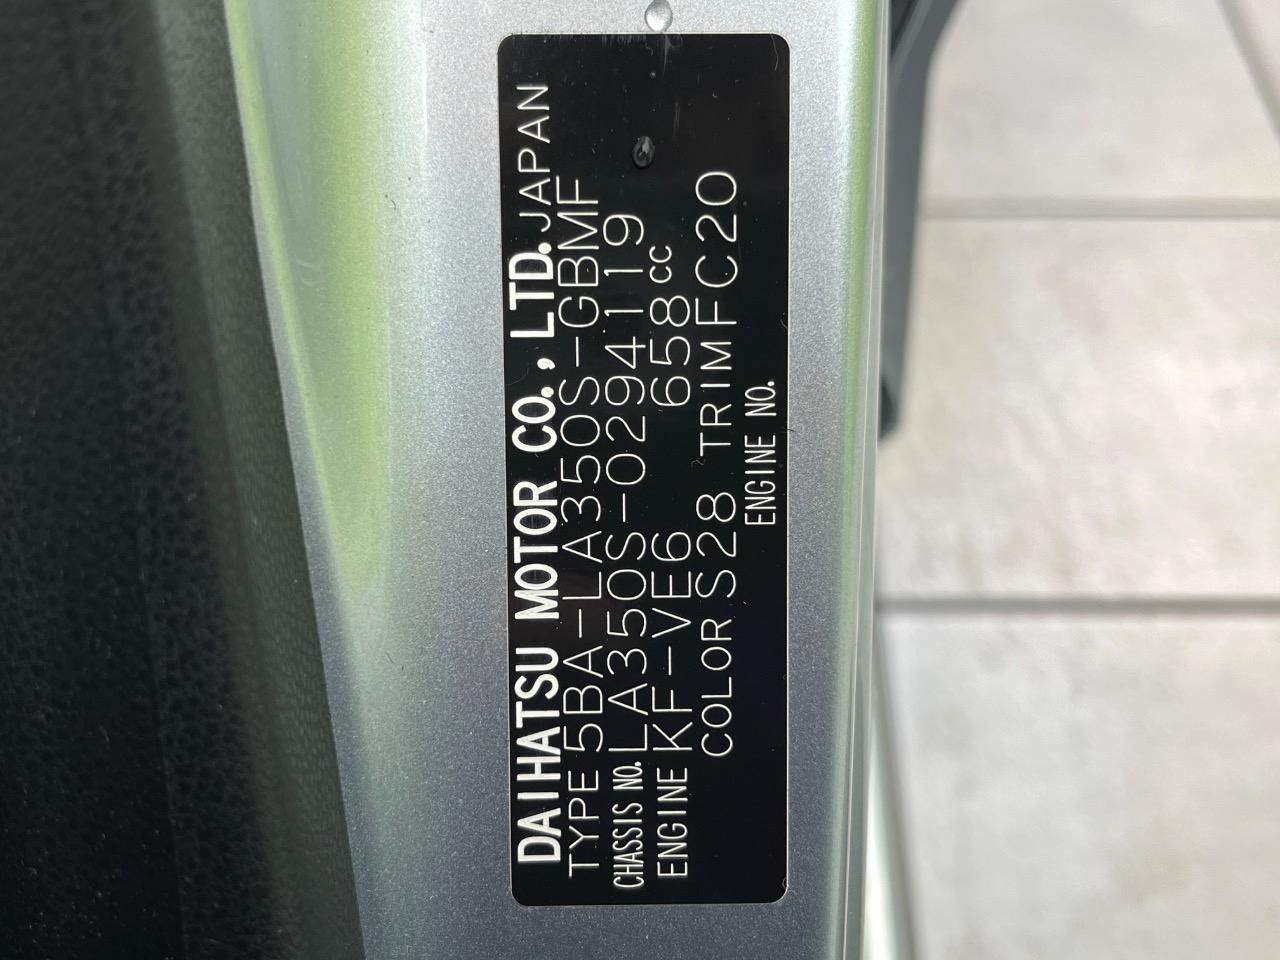 DAIHATSU MOTOR CO., LTD. JAPAN
TYPE 5BA-LA350S-GBMF
CHASSIS NO. LA350S-0294119
ENGINE KF-VE6 658cc
COLOR S28 TRIM FC20
ENGINE NO.